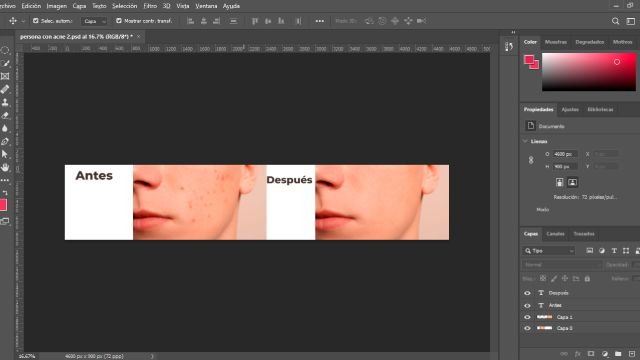 Archivo Edición Imagen Capa Texto Selección Filtro 3D Vista Ventana Ayuda
Selec. autom.: Capa Mostrar contr. transf.
persona con acne 2.psd al 16.7% (RGB/8*) * ×
Antes
Después
Color Muestras Degradados Motivos
Propiedades Ajustes Bibliotecas
Documento
Lienzo
4600 px X
H 900 px Y
Resolución: 72 píxeles/pul...
Modo
Capas Canales Trazados
Tipo
Normal Opacidad:
Bloq.: Relleno:
Después
Antes
Capa 1
Capa 0
16.67% 4600 px x 900 px (72 ppp)